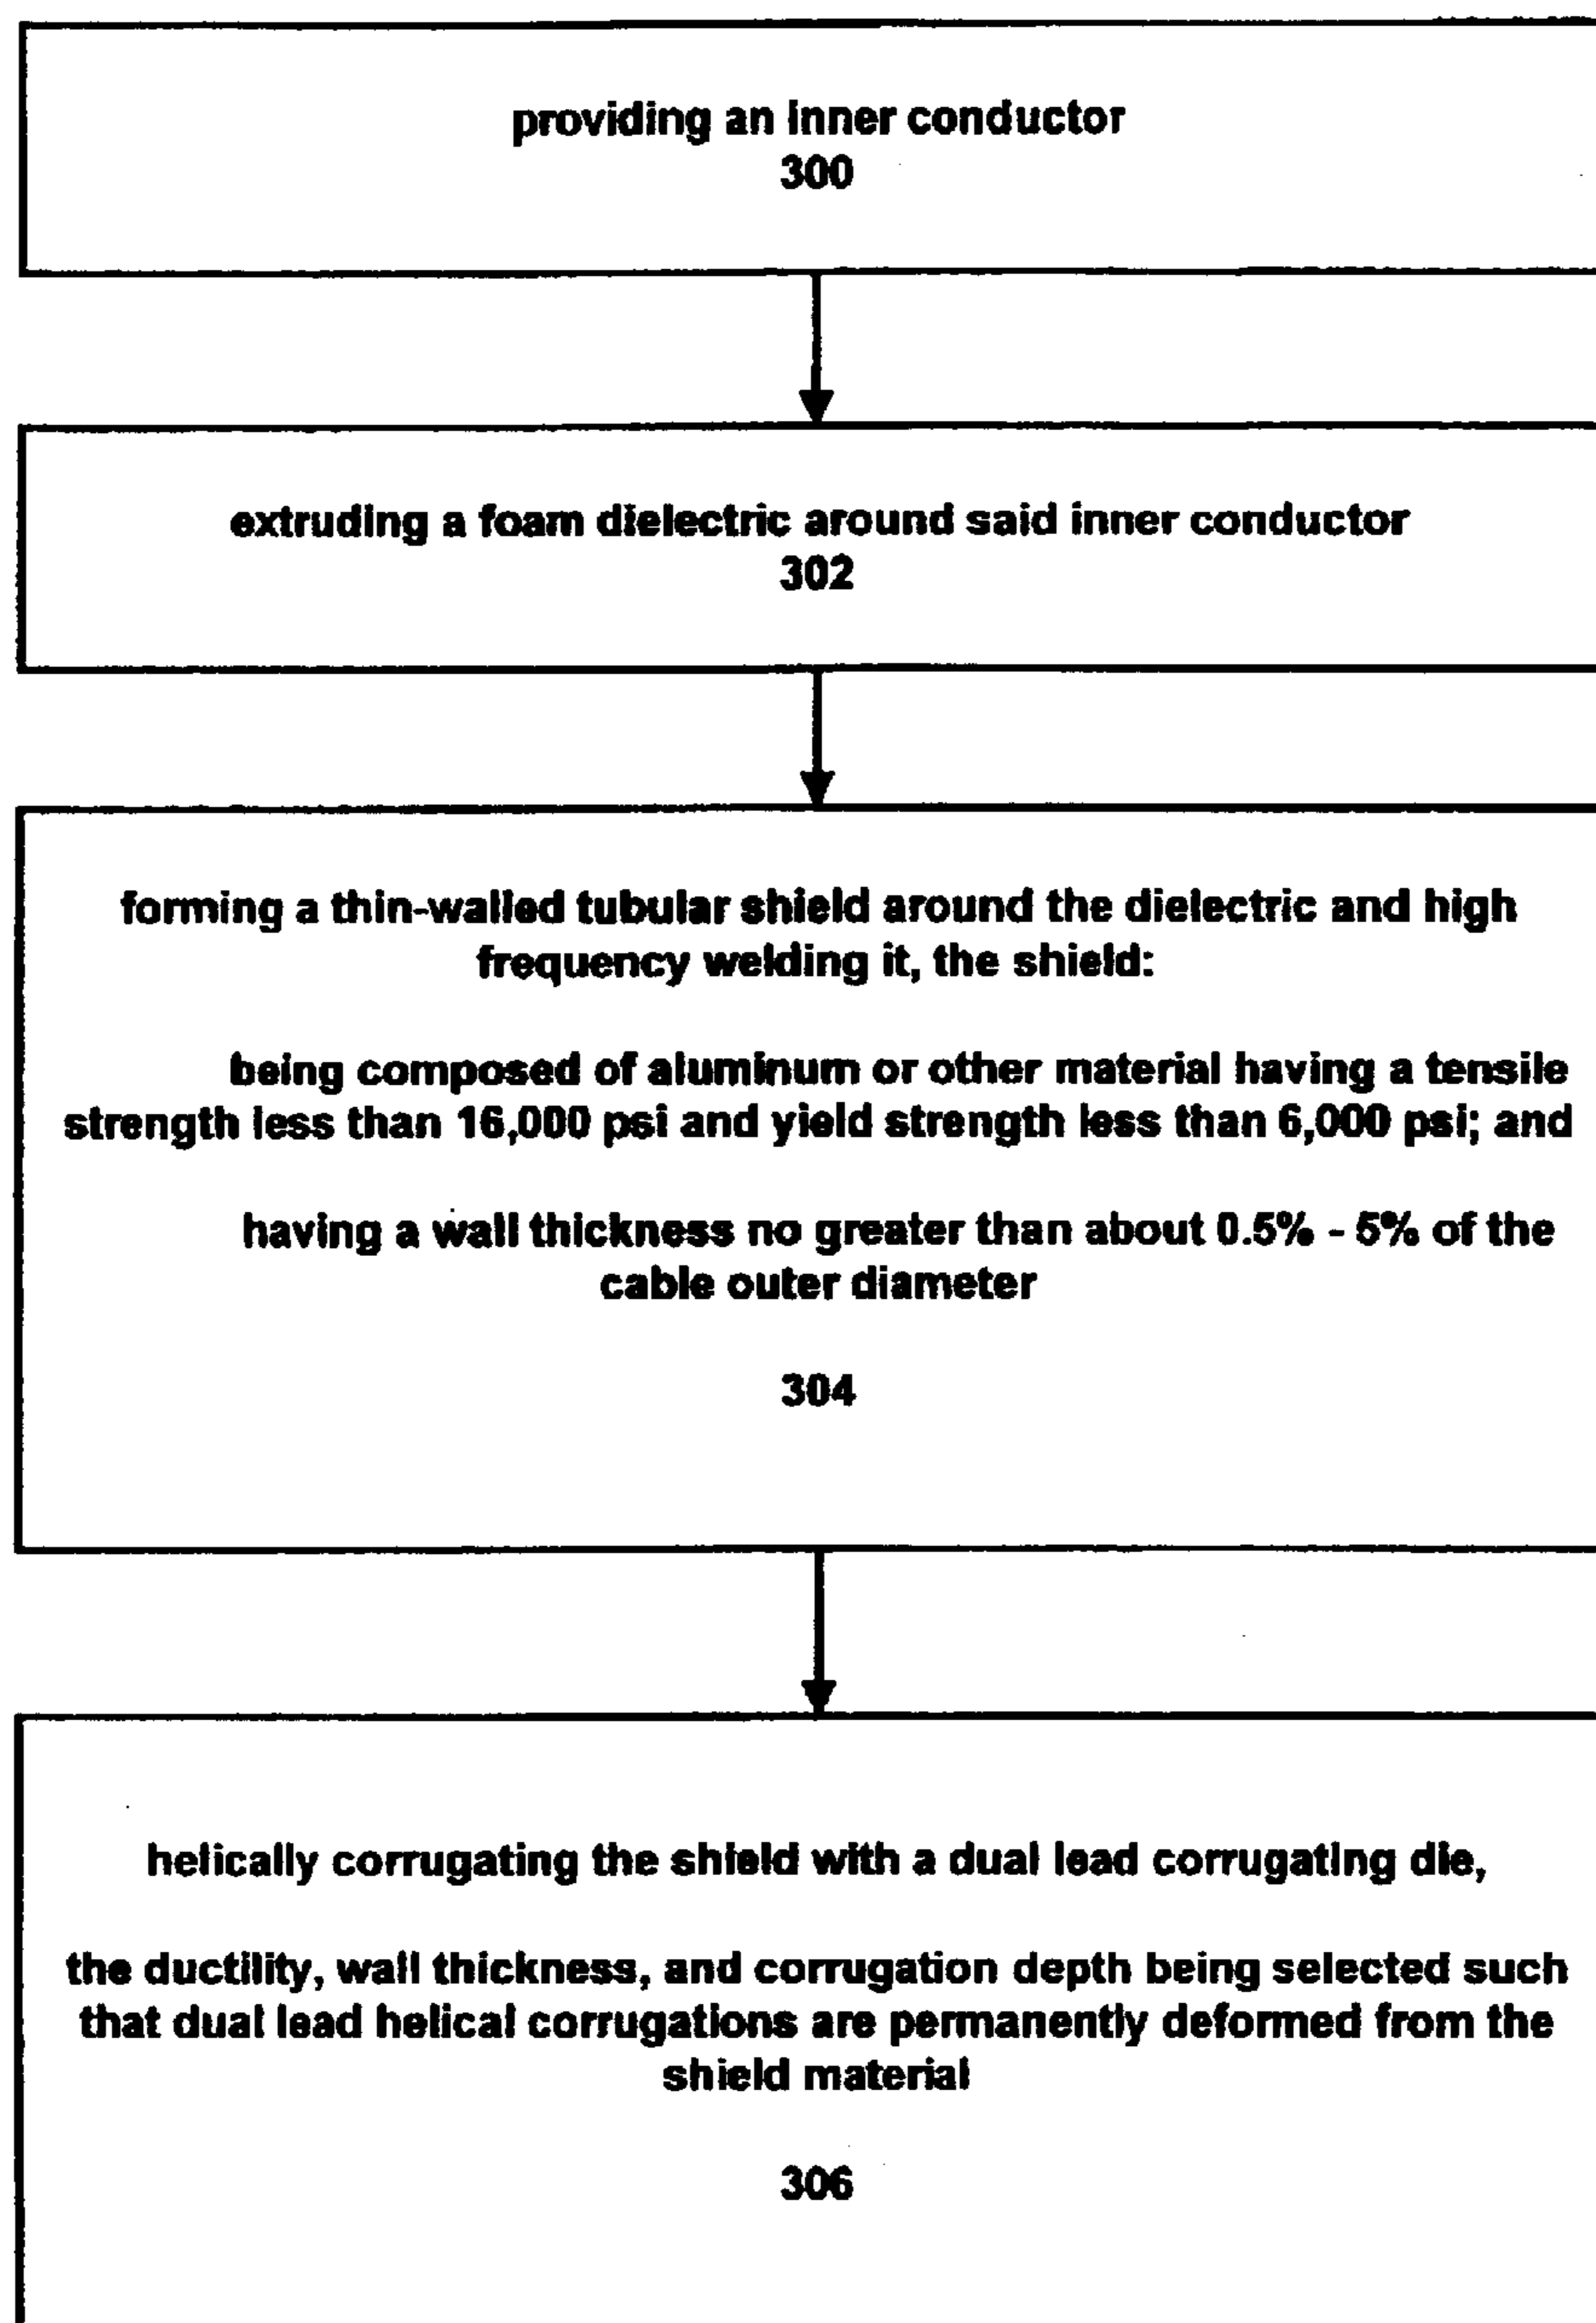 providing an inner conductor
300
extruding a foam dielectric around said inner conductor
302
forming a thin-walled tubular shield around the dielectric and high
frequency welding it, the shield:
being composed of aluminum or other material having a tensile
strength less than 16,000 psi and yield strength less than 6,000 psi; and
having a wall thickness no greater than about 0.5% - 5% of the
cable outer diameter
304
helically corrugating the shield with a dual lead corrugating die,
the ductility, wall thickness, and corrugation depth being selected such
that dual lead helical corrugations are permanently deformed from the
shield material
306